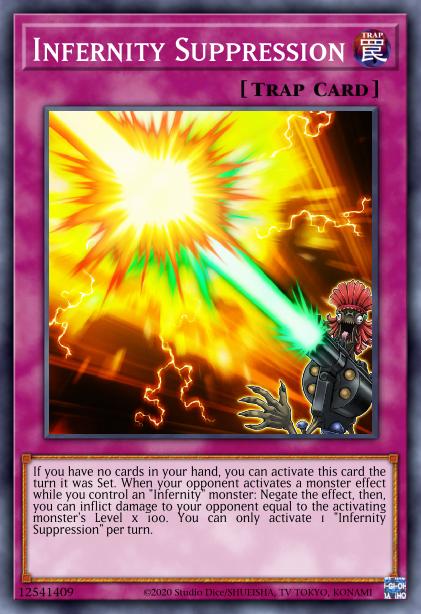 INFERNITY SUPPRESSION
TRAP
罠
[TRAP CARD]
If you have no cards in your hand, you can activate this card the
turn it was Set. When your opponent activates a monster effect
while you control an "Infernity" monster: Negate the effect, then,
you can inflict damage to your opponent equal to the activating
monster's Level x 100. You can only activate 1 "Infernity
Suppression" per turn.
12541409
©2020 Studio Dice/SHUEISHA, TV TOKYO, KONAMI